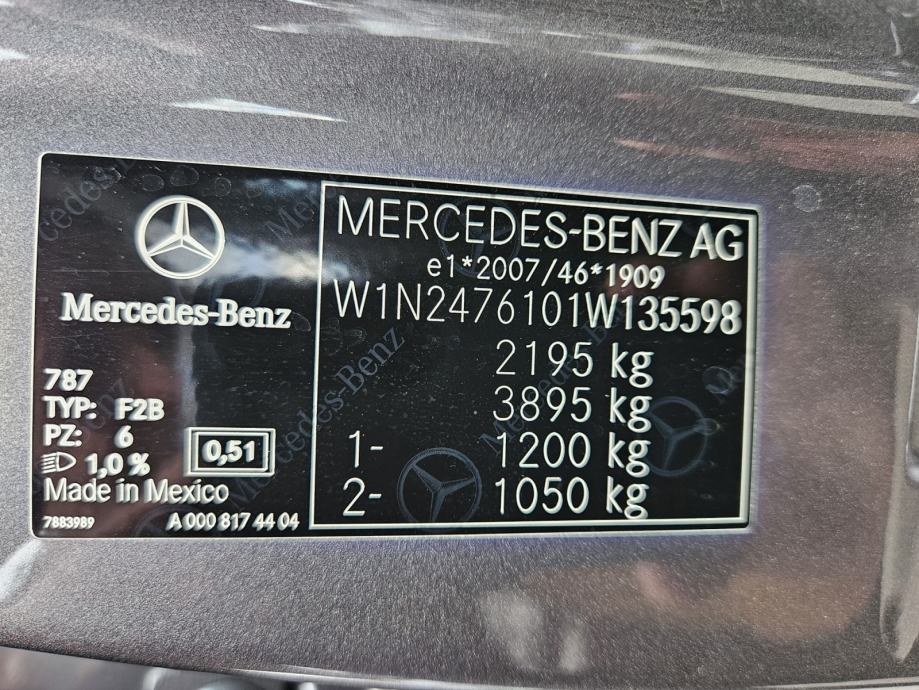 Mercedes-Benz
787
TYP: F2B
PZ: 6
1,0 % 0,51
Made in Mexico
7883989 A 000 817 44 04
MERCEDES-BENZ AG
e1*2007/46*1909
W1N2476101W135598
2195 kg
3895 kg
1- 1200 kg
2- 1050 kg